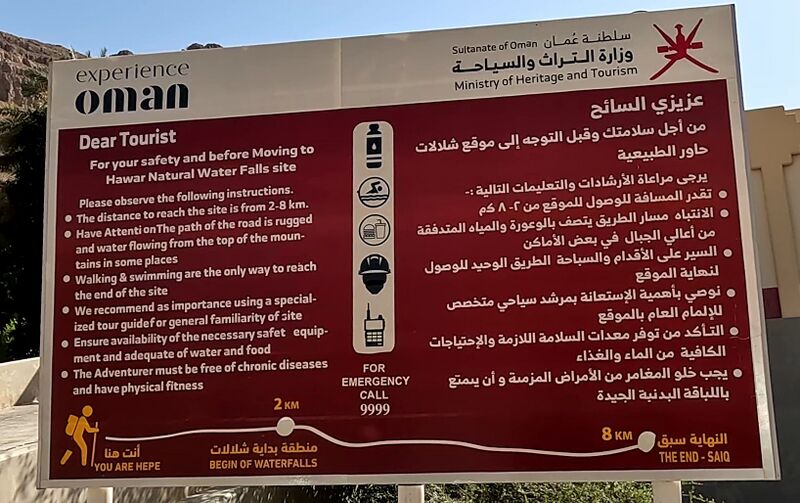 experience
oman
Sultanate of Oman سلطنة عُمان
وزارة التراث والسياحة
Ministry of Heritage and Tourism
Dear Tourist
For your safety and before Moving to
Hawar Natural Water Falls site
Please observe the following instructions.
● The distance to reach the site is from 2-8 km.
● Have AttentionThe path of the road is rugged
and water flowing from the top of the moun-
tains in some places
● Walking & swimming are the only way to reach
the end of the site
● We recommend as importance using a special-
ized tour guidefor general familiarity of site
● Ensure availability of the necessary safet equip-
ment and adequate of water and food
● The Adventurer must be free of chronic diseases
and have physical fitness
FOR
EMERGENCY
CALL
9999
عزيزي السائح
من أجل سلامتك وقبل التوجه إلى موقع شلالات
حاور الطبيعية
يرجى مراعاة الأرشادات والتعليمات التالية :-
● تقدر المسافة للوصول للموقع من ٢-٨ كم
● الانتباه مسار الطريق يتصف بالوعورة والمياه المتدفقة
من أعالي الجبال في بعض الأماكن
● السير على الأقدام والسباحة الطريق الوحيد للوصول
لنهاية الموقع
● نوصي بأهمية الإستعانة بمرشد سياحي متخصص
للإلمام العام بالموقع
● التأكد من توفر معدات السلامة اللازمة والإحتياجات
الكافية من الماء والغذاء
● يجب خلو المغامر من الأمراض المزمنة و أن يتمتع
باللياقة البدنية الجيدة
أنت هنا
YOU ARE HEPE
2 KM
منطقة بداية شلالات
BEGIN OF WATERFALLS
8 KM
النهاية سيق
THE END - SAIQ